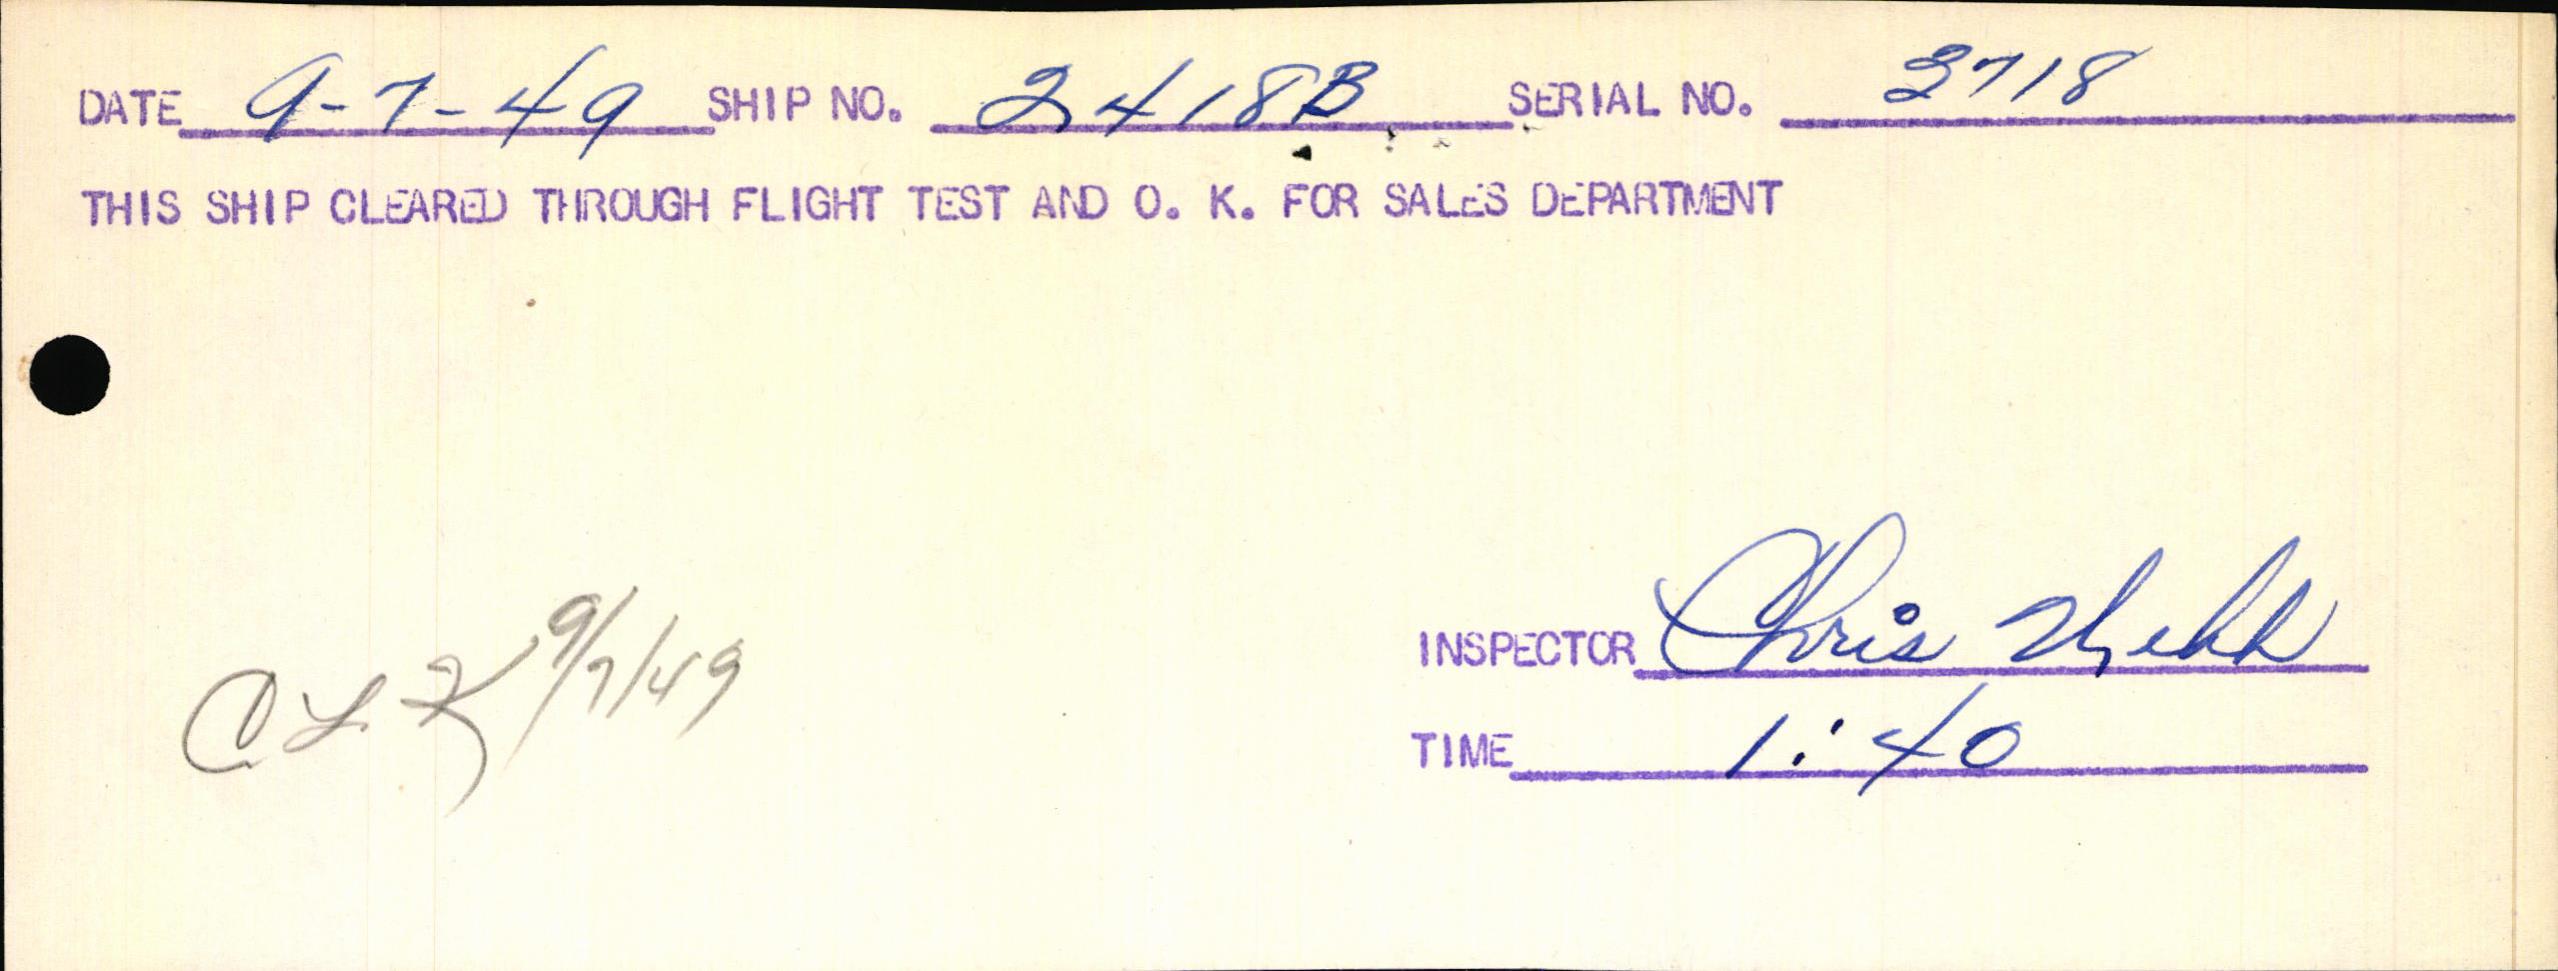 DATE 9-7-49 SHIP NO. 2418B SERIAL NO. 3718
THIS SHIP CLEARED THROUGH FLIGHT TEST AND O. K. FOR SALES DEPARTMENT
9/7/49
INSPECTOR Chris
TIME 1:40